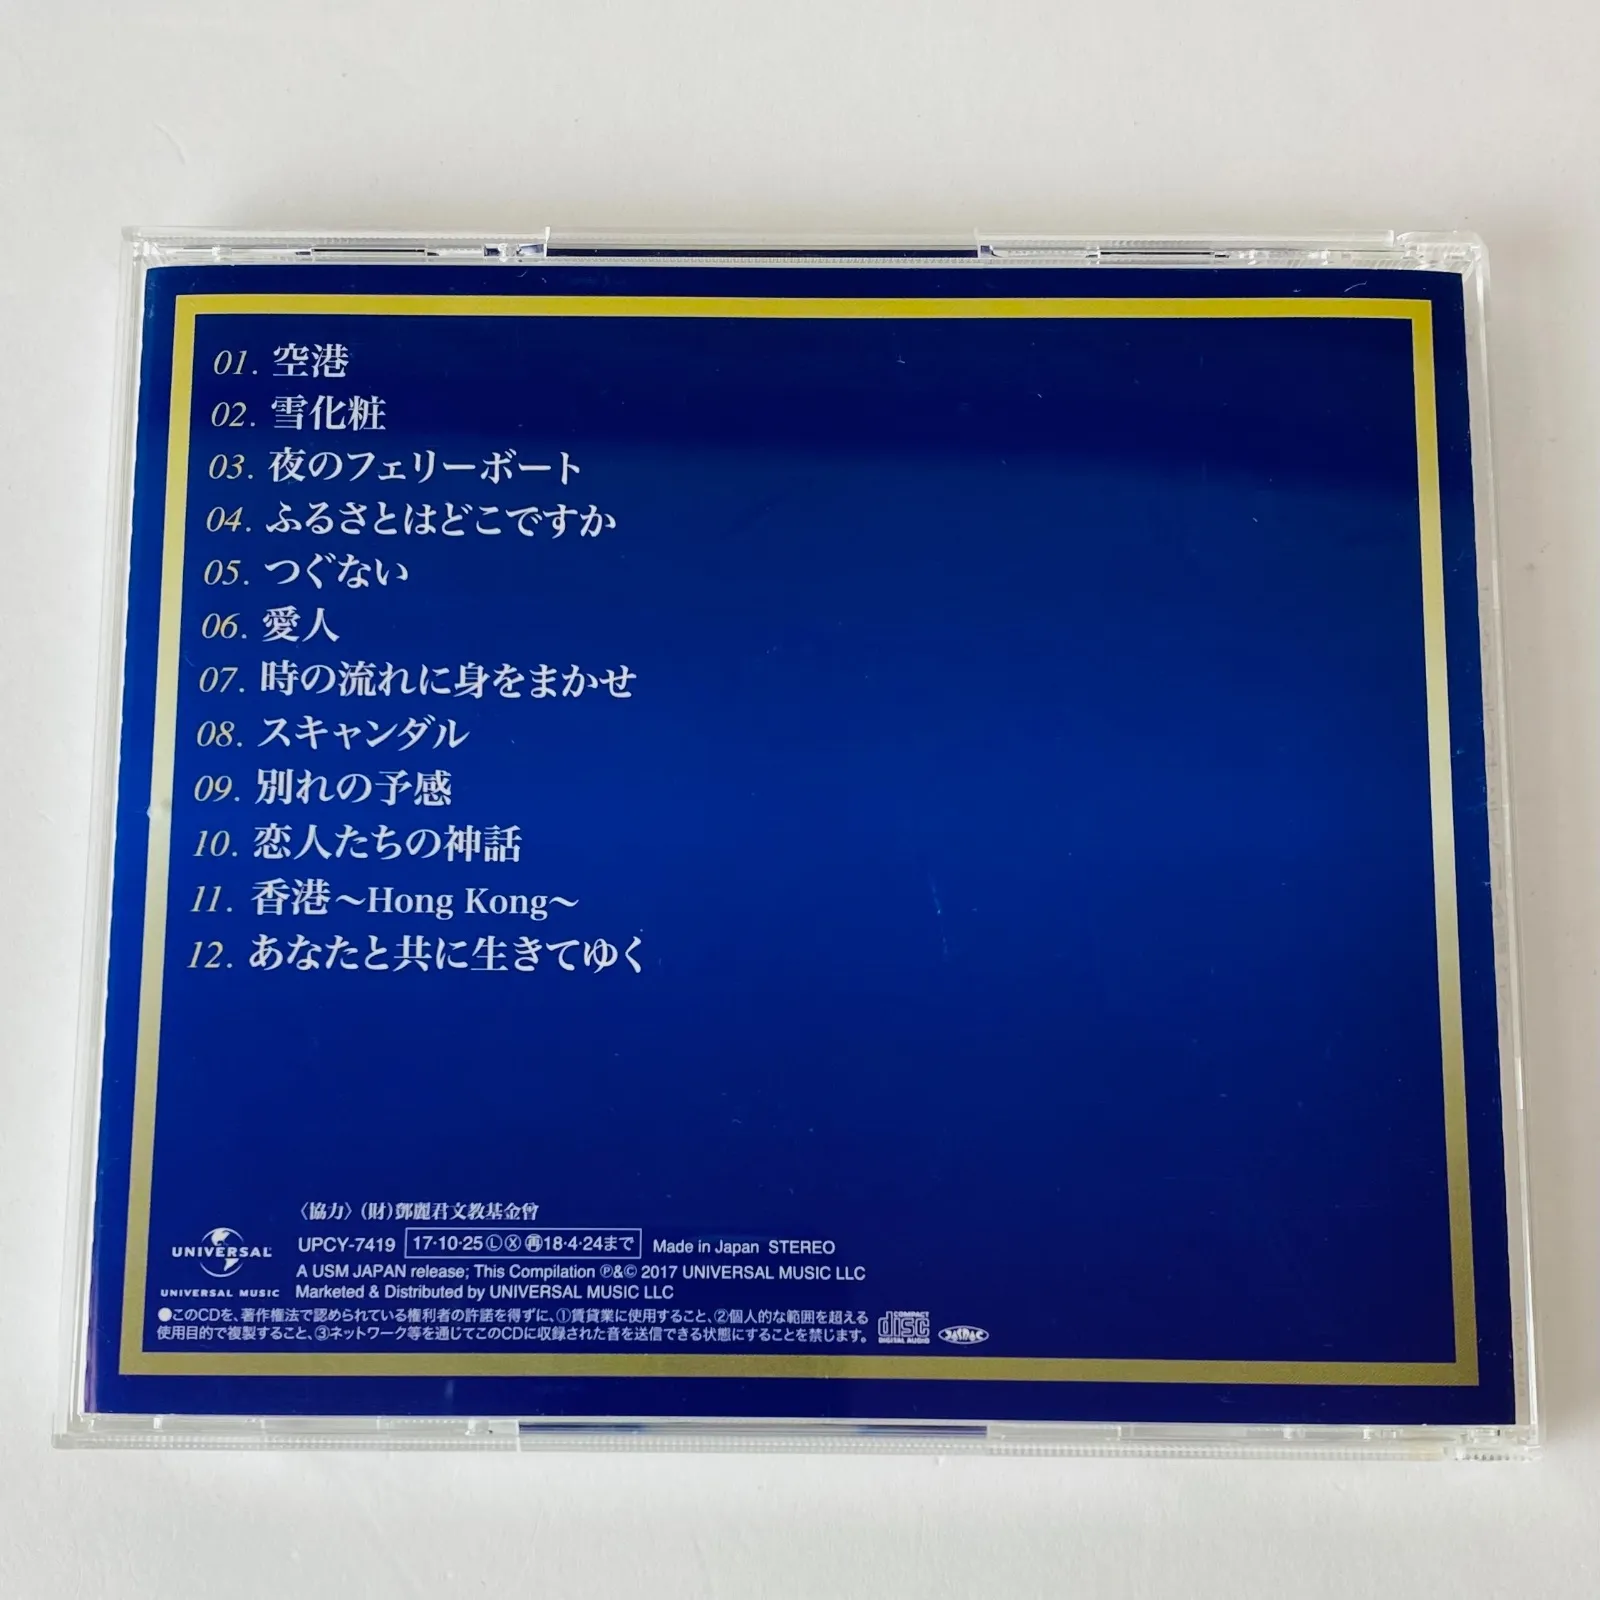 01. 空港
02. 雪化粧
03. 夜のフェリーボート
04. ふるさとはどこですか
05. つぐない
06. 愛人
07. 時の流れに身をまかせ
08. スキャンダル
09. 別れの予感
10. 恋人たちの神話
11. 香港〜Hong Kong〜
12. あなたと共に生きてゆく
〈協力〉(財)鄧麗君文教基金會
UNIVERSAL
UNIVERSAL MUSIC
UPCY-7419 17·10·25ⓁⓍ㊢18·4·24まで Made in Japan STEREO
A USM JAPAN release; This Compilation ℗&© 2017 UNIVERSAL MUSIC LLC
Marketed & Distributed by UNIVERSAL MUSIC LLC
●このCDを、著作権法で認められている権利者の許諾を得ずに、①賃貸業に使用すること、②個人的な範囲を超える
使用目的で複製すること、③ネットワーク等を通じてこのCDに収録された音を送信できる状態にすることを禁じます。
COMPACT
disc
DIGITAL AUDIO
JASRAC